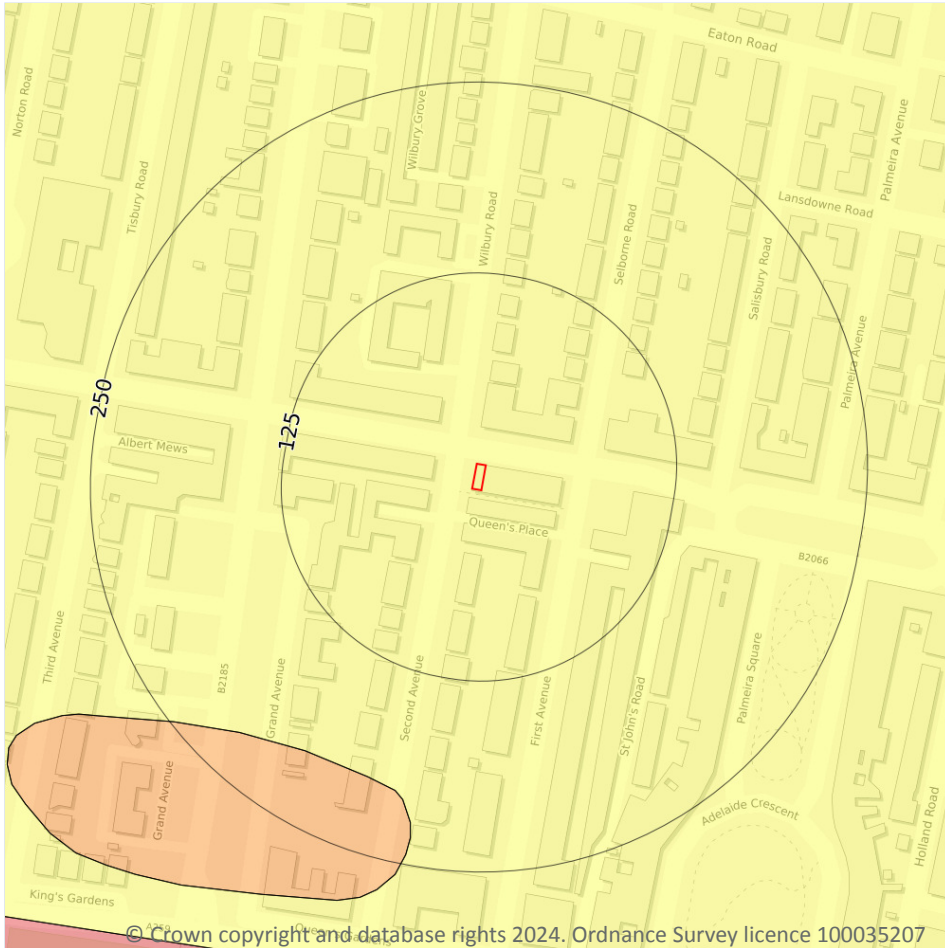 Eaton Road
Norton Road
Wilbury Grove
Palmeira Avenue
Tisbury Road
Lansdowne Road
Wilbury Road
Selborne Road
Salisbury Road
Palmeira Avenue
250
125
Albert Mews
Queen's Place
B2066
Third Avenue
B2185
Grand Avenue
Second Avenue
First Avenue
St John's Road
Palmeira Square
Grand Avenue
Adelaide Crescent
Holland Road
King's Gardens
Queen's Gardens
© Crown copyright and database rights 2024. Ordnance Survey licence 100035207